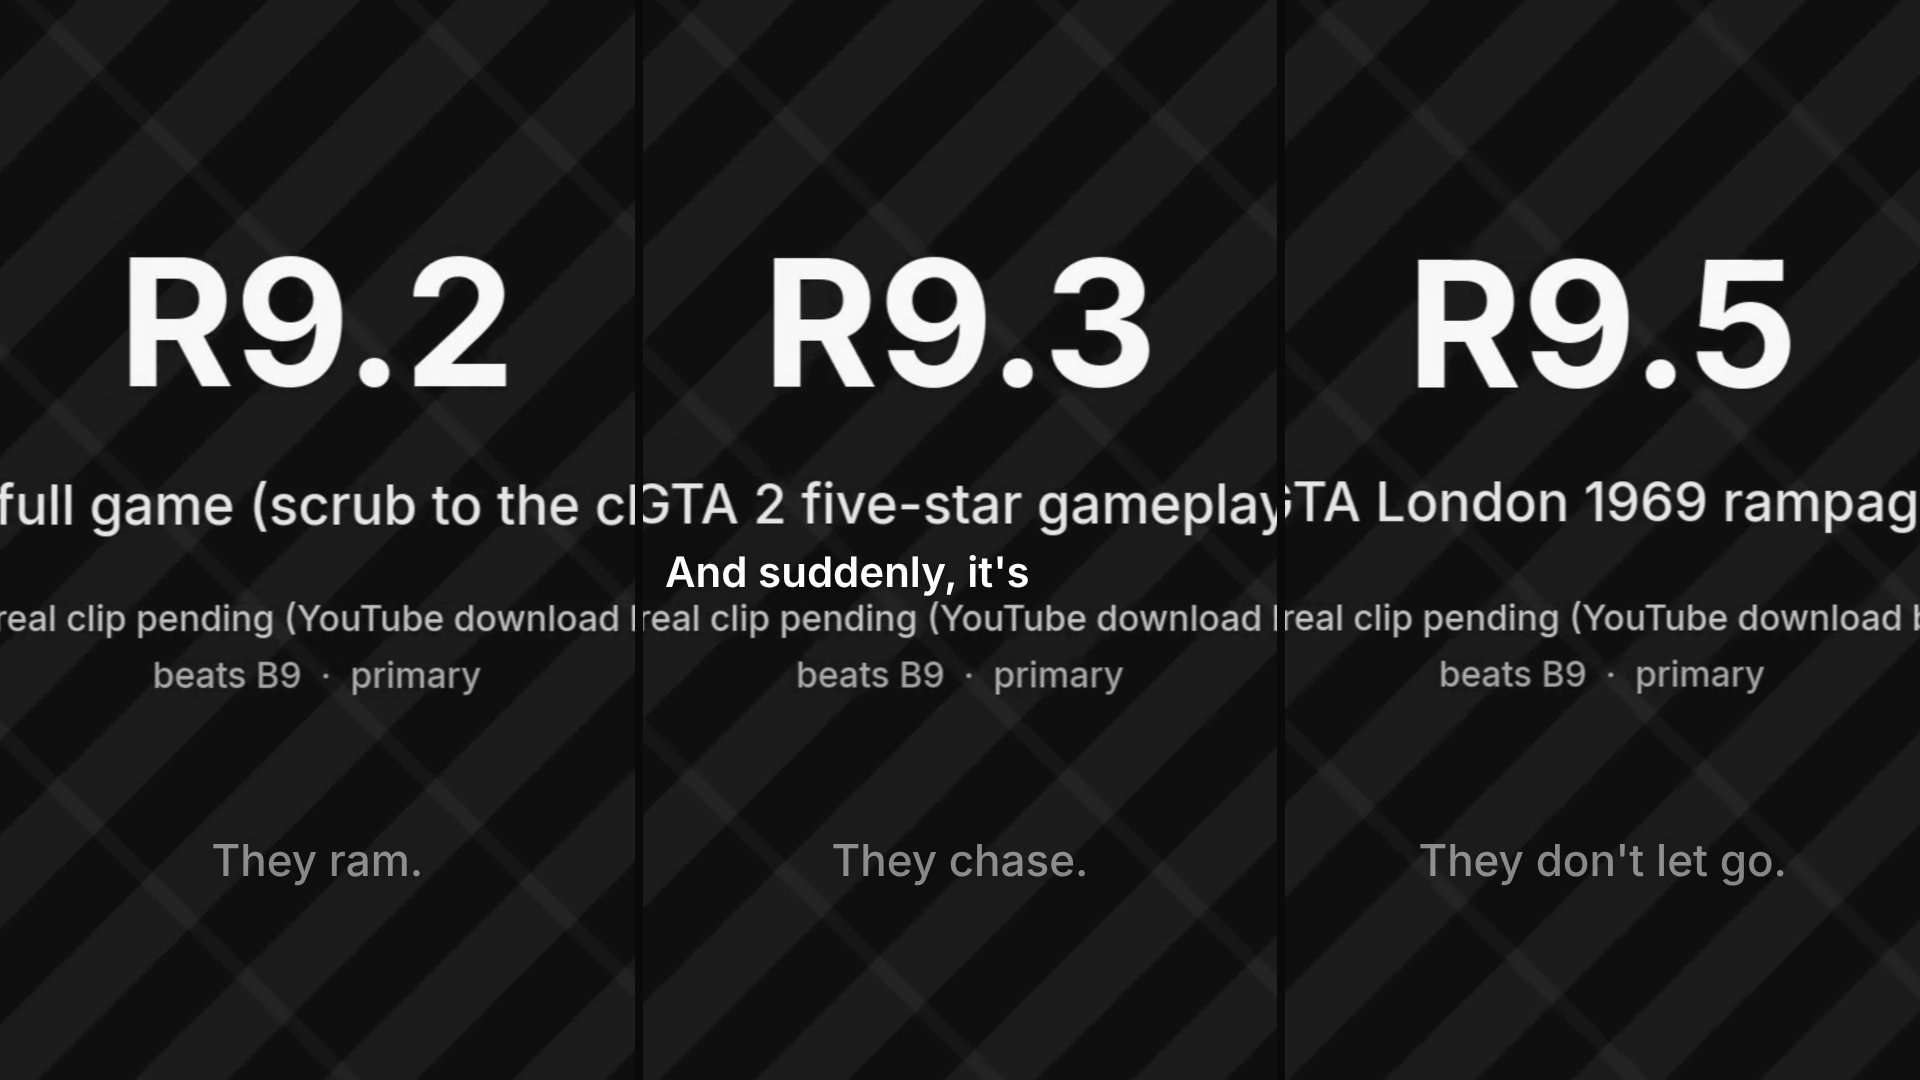 R9.2
full game (scrub to the cl
real clip pending (YouTube download
beats B9 · primary
They ram.
R9.3
GTA 2 five-star gameplay
And suddenly, it's
real clip pending (YouTube download
beats B9 · primary
They chase.
R9.5
GTA London 1969 rampag
real clip pending (YouTube download b
beats B9 · primary
They don't let go.